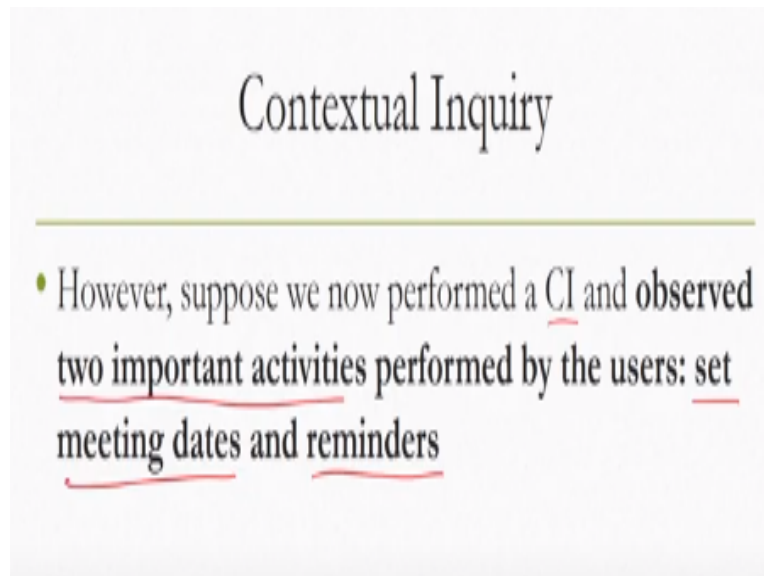 Contextual Inquiry
• However, suppose we now performed a CI and observed
two important activities performed by the users: set
meeting dates and reminders